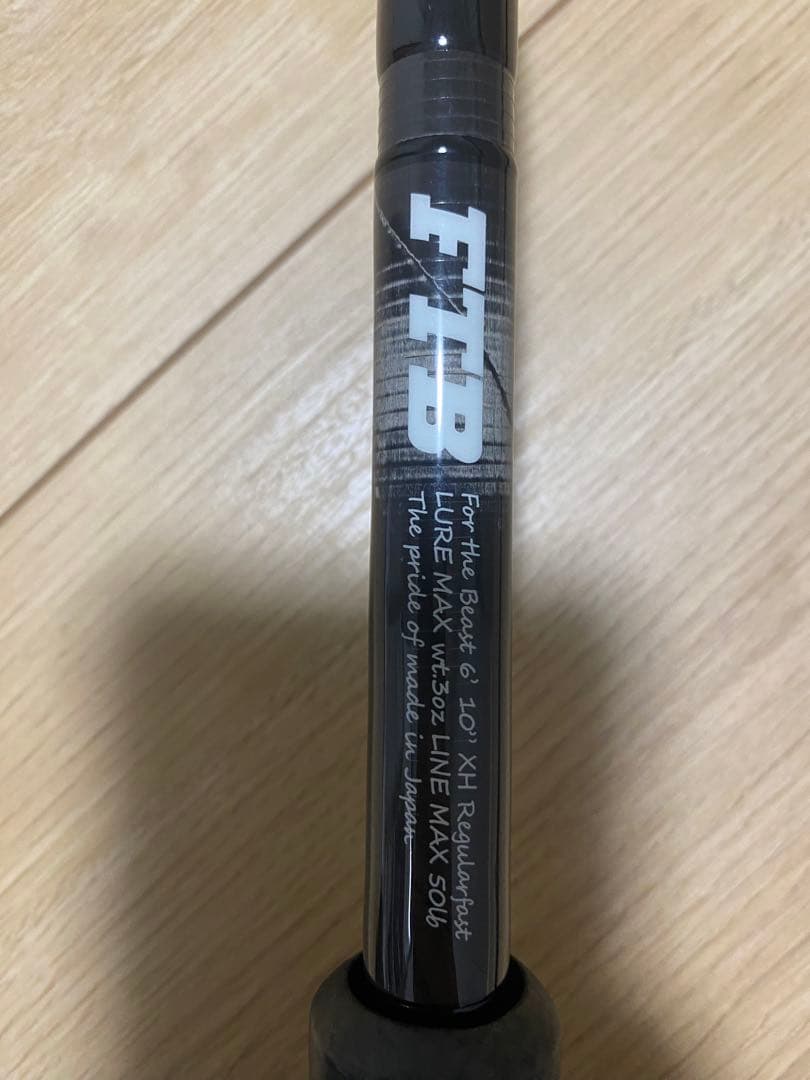 FTB
For the Beast 6' 10" XH Regularfast
LURE MAX wt.3oz LINE MAX 50lb
The pride of made in Japan